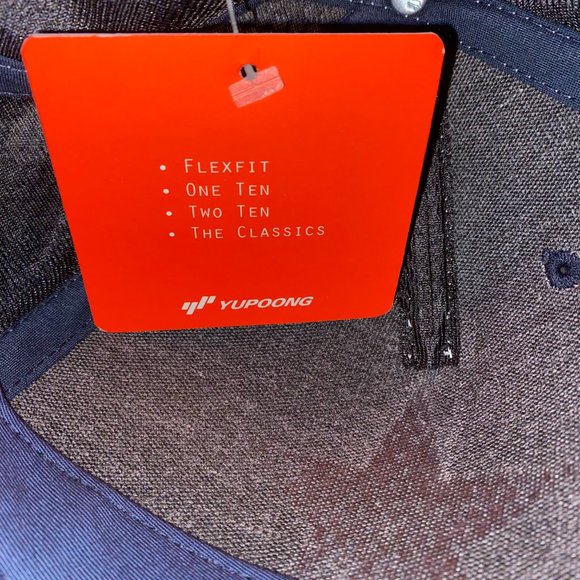 • FLEXFIT
• ONE TEN
• TWO TEN
• THE CLASSICS
YUPOONG